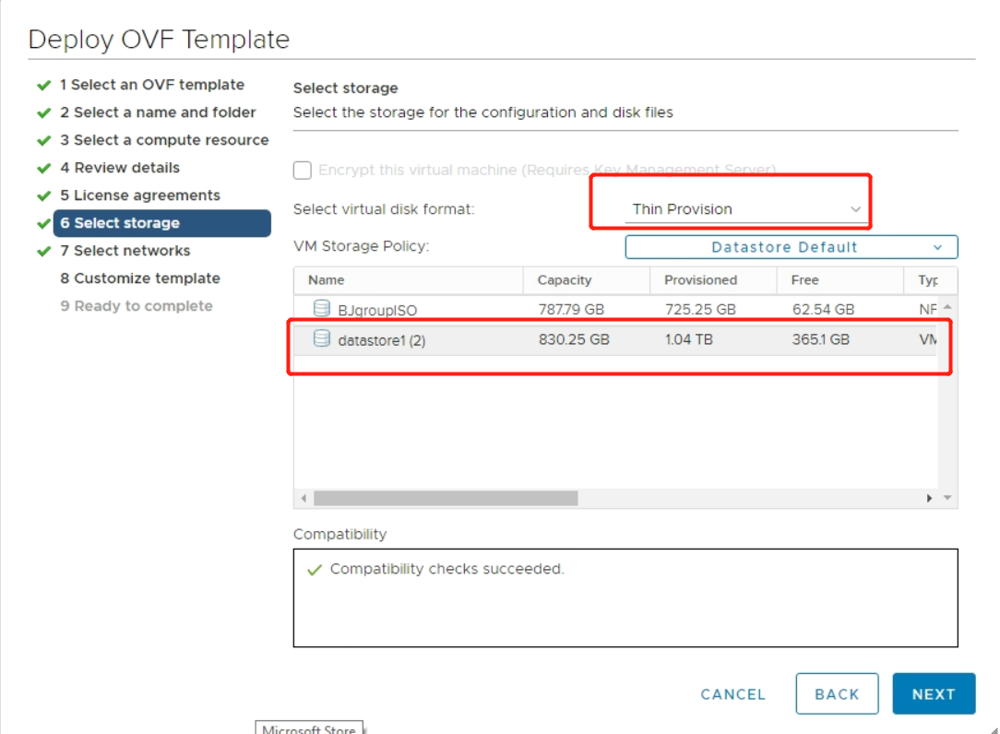 Deploy OVF Template
1 Select an OVF template
2 Select a name and folder
3 Select a compute resource
4 Review details
5 License agreements
6 Select storage
7 Select networks
8 Customize template
9 Ready to complete
Select storage
Select the storage for the configuration and disk files
Encrypt this virtual machine (Requires Key Management Server)
Select virtual disk format: Thin Provision
VM Storage Policy: Datastore Default
Name Capacity Provisioned Free Typ
BJgroupISO 787.79 GB 725.25 GB 62.54 GB NF
datastore1 (2) 830.25 GB 1.04 TB 365.1 GB VM
Compatibility
Compatibility checks succeeded.
CANCEL BACK NEXT
Microsoft Store